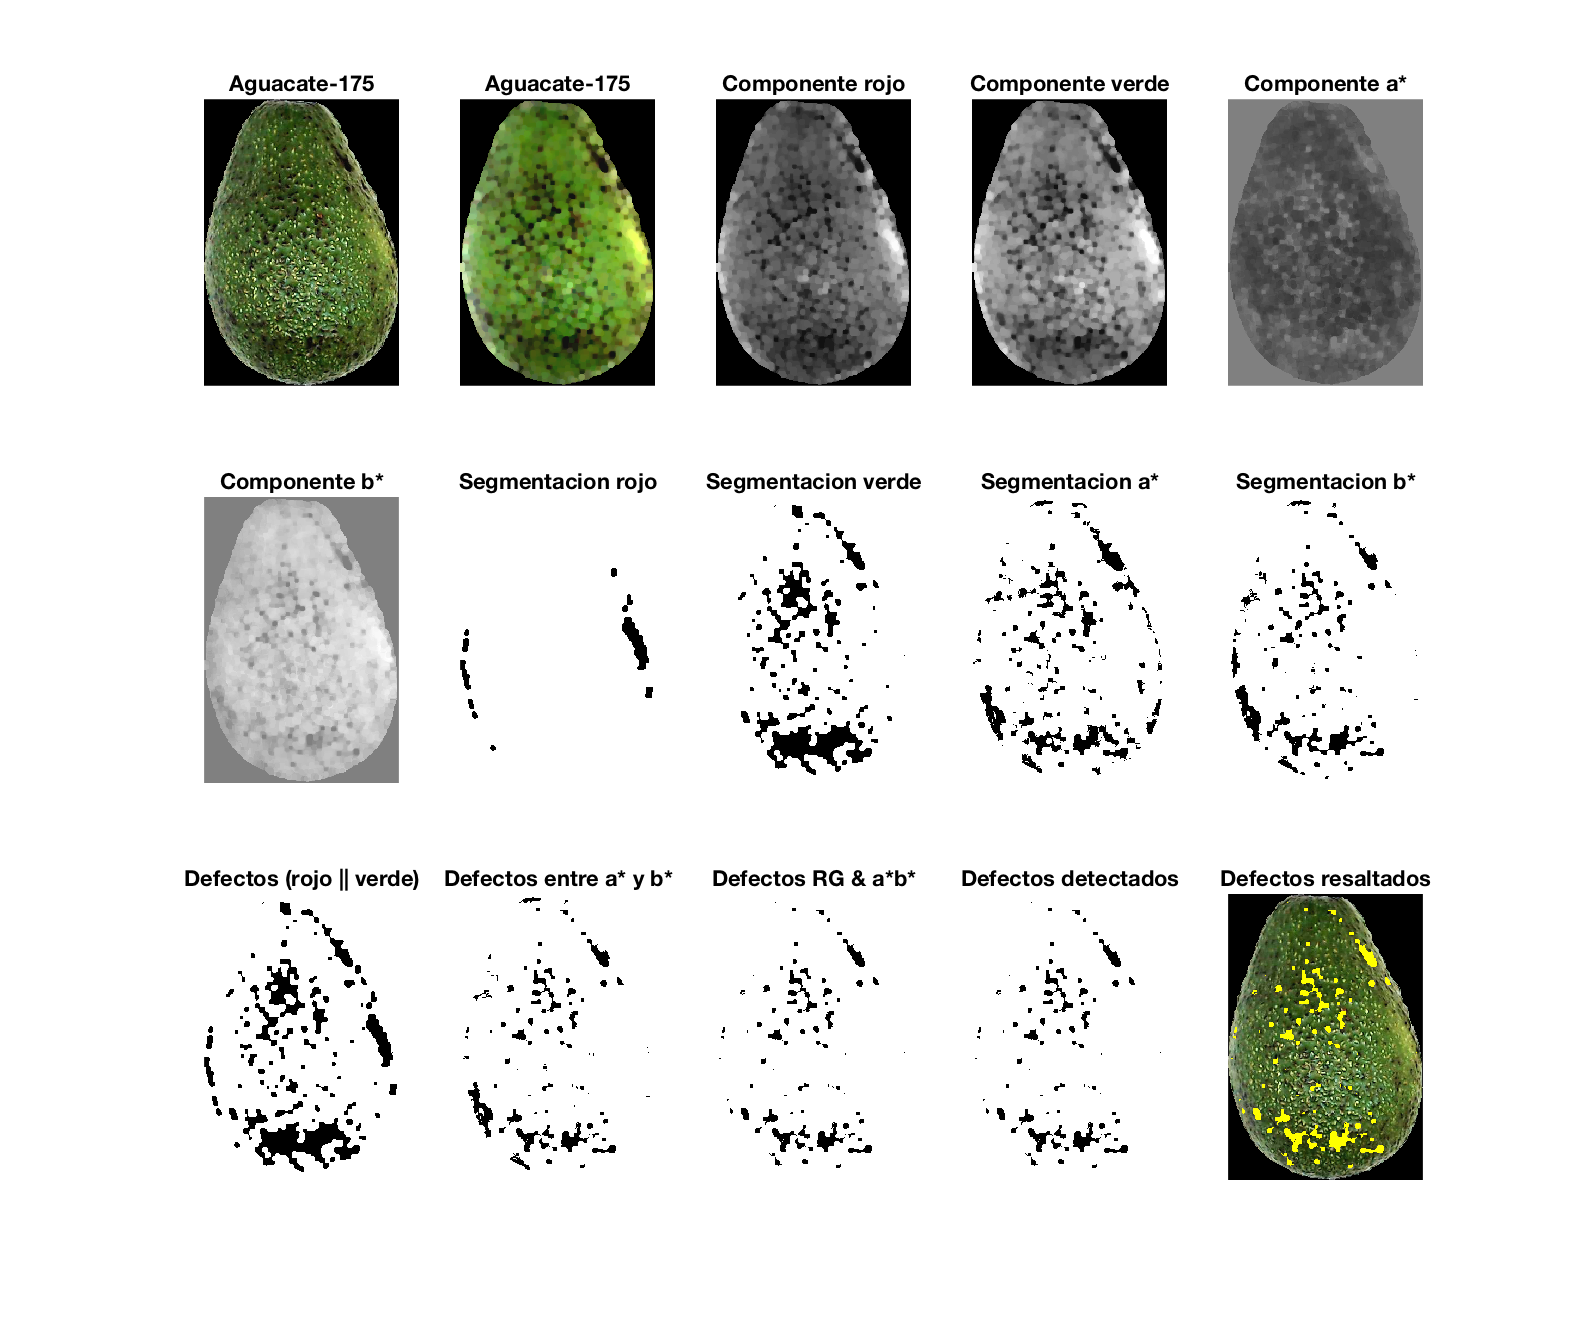 Aguacate-175
Aguacate-175
Componente rojo
Componente verde
Componente a*
Componente b*
Segmentacion rojo
Segmentacion verde
Segmentacion a*
Segmentacion b*
Defectos (rojo || verde)
Defectos entre a* y b*
Defectos RG & a*b*
Defectos detectados
Defectos resaltados